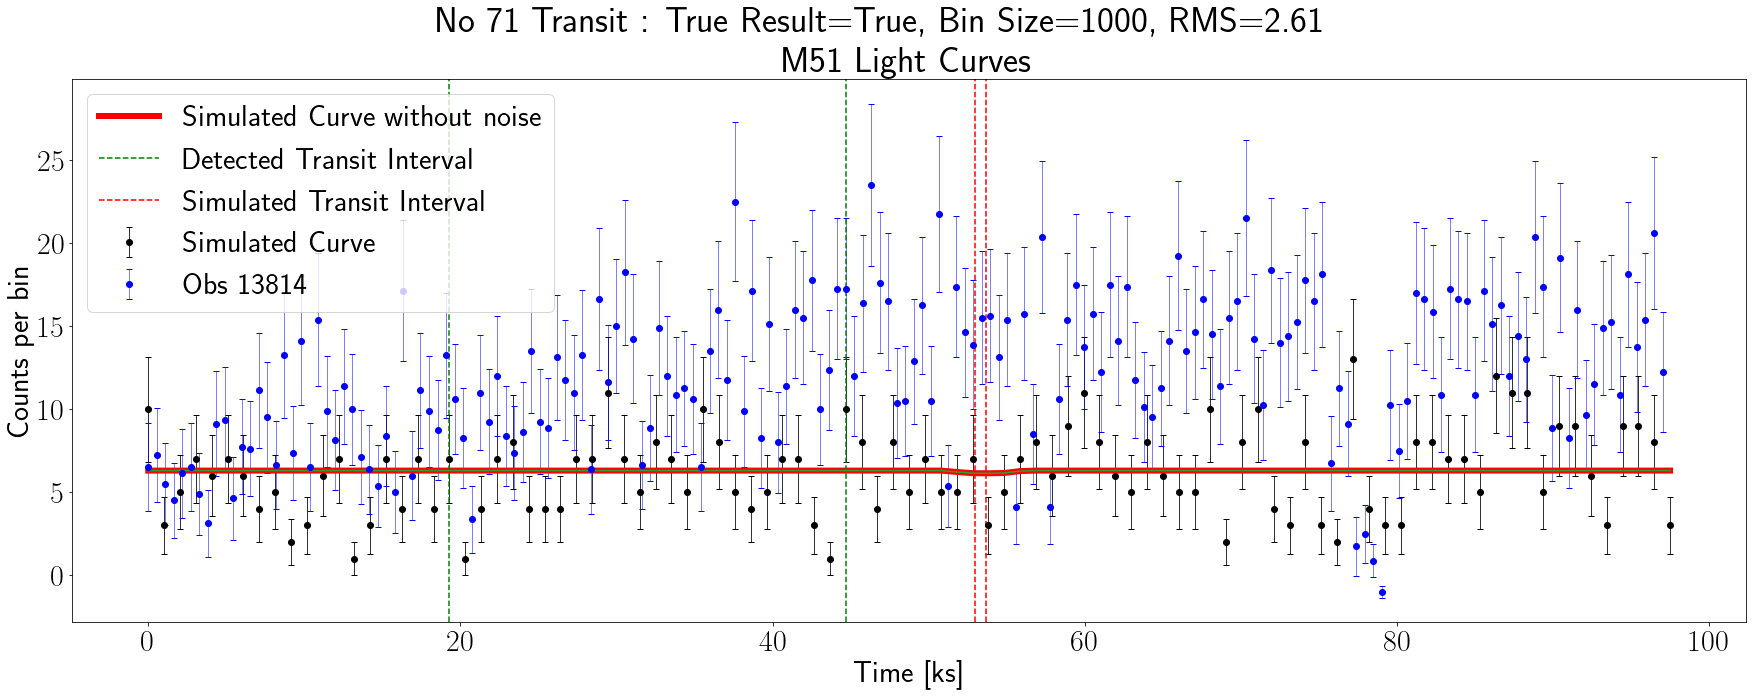 No 71 Transit : True Result=True, Bin Size=1000, RMS=2.61
M51 Light Curves
Simulated Curve without noise
Detected Transit Interval
Simulated Transit Interval
Simulated Curve
Obs 13814
Counts per bin
25
20
15
10
5
0
0 20 40 60 80 100
Time [ks]